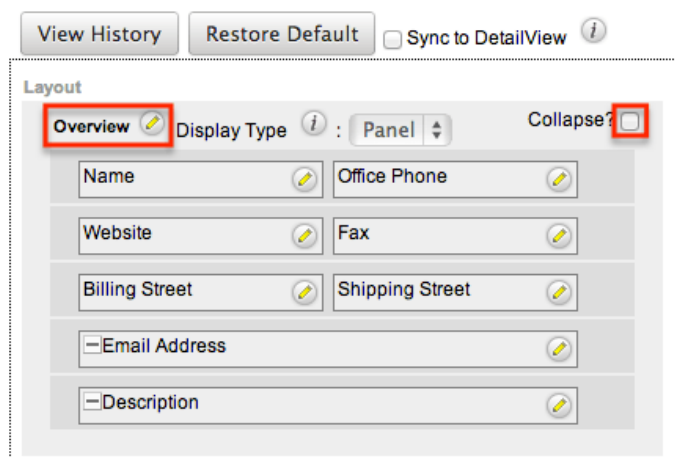 View History Restore Default Sync to DetailView i
Layout
Overview Display Type i : Panel Collapse?
Name Office Phone
Website Fax
Billing Street Shipping Street
Email Address
Description